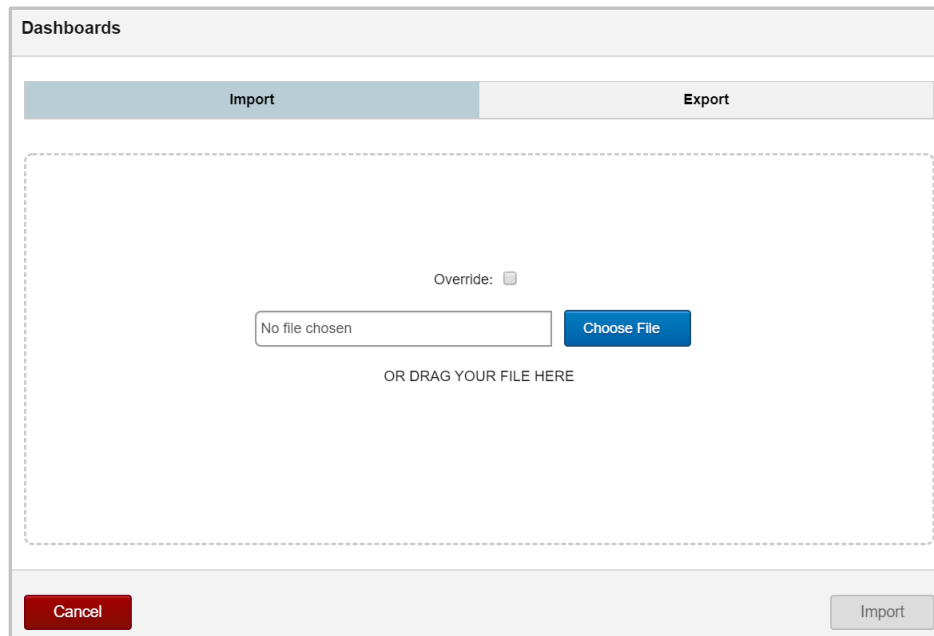 Dashboards
Import Export
Override:
No file chosen Choose File
OR DRAG YOUR FILE HERE
Cancel Import